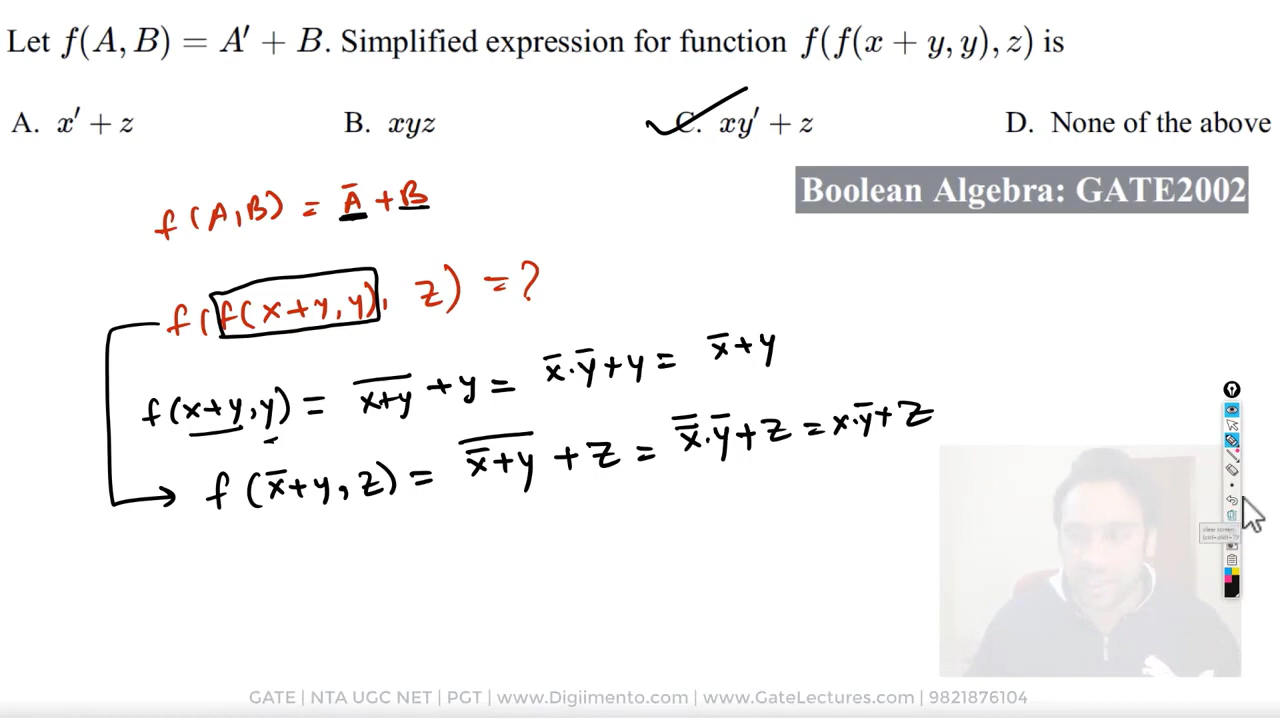 Let f(A, B) = A′ + B. Simplified expression for function f(f(x + y, y), z) is
A. x′ + z B. xyz C. xy′ + z D. None of the above
Boolean Algebra: GATE2002
f(A,B) = A̅ + B
f(f(x+y, y), z) = ?
f(x+y, y) = x̅+̅y̅ + y = x̅·y̅ + y = x̅ + y
f(x̅+y, z) = x̅̅+̅y̅ + z = x̅̅·y̅ + z = x·y̅ + z
GATE | NTA UGC NET | PGT | www.Digiimento.com | www.GateLectures.com | 9821876104